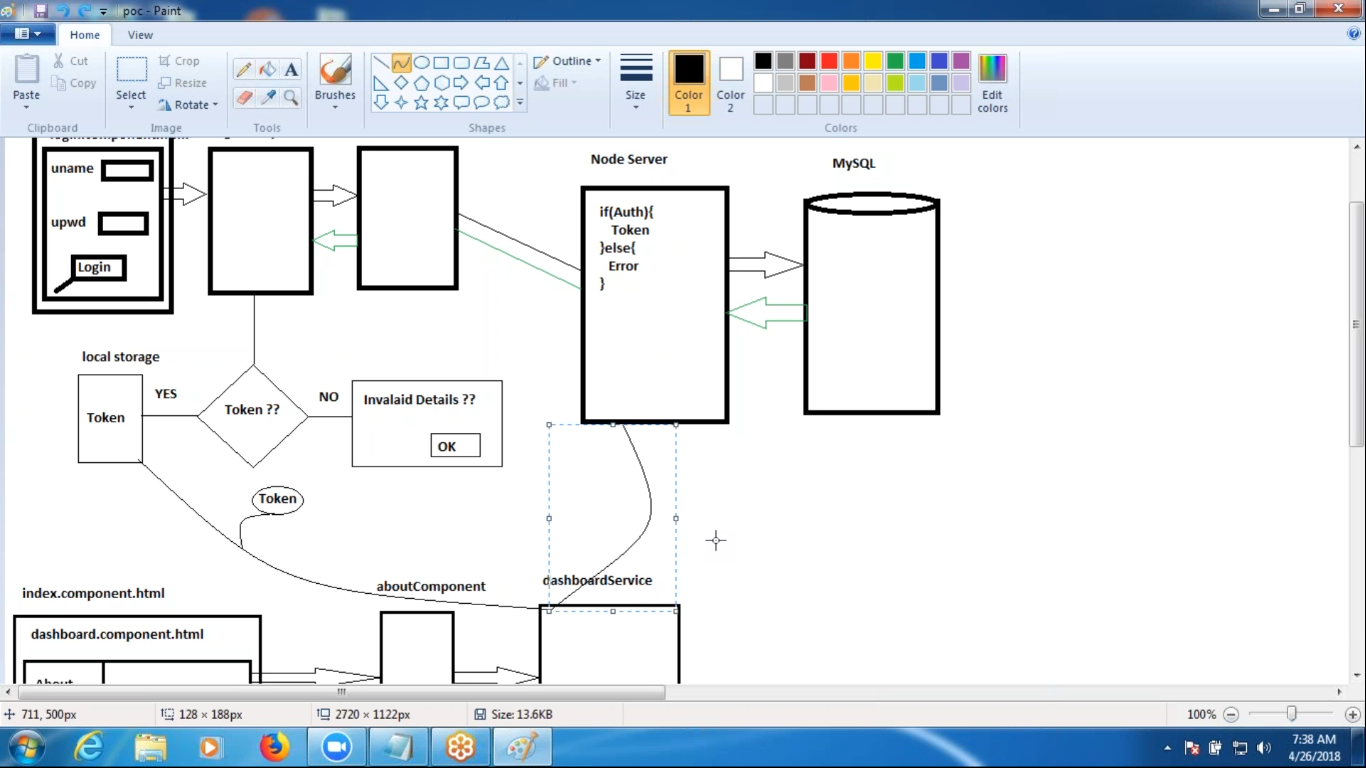 poc - Paint
Home
View
Paste
Cut
Copy
Clipboard
Select
Crop
Resize
Rotate
Image
A
Tools
Brushes
Outline
Fill
Shapes
Size
Color
1
Color
2
Edit
colors
Colors
uname
upwd
Login
Node Server
if(Auth){
Token
}else{
Error
}
MySQL
local storage
Token
YES
Token ??
NO
Invalaid Details ??
OK
Token
index.component.html
dashboard.component.html
About
aboutComponent
dashboardService
711, 500px
128 × 188px
2720 × 1122px
Size: 13.6KB
100%
7:38 AM
4/26/2018